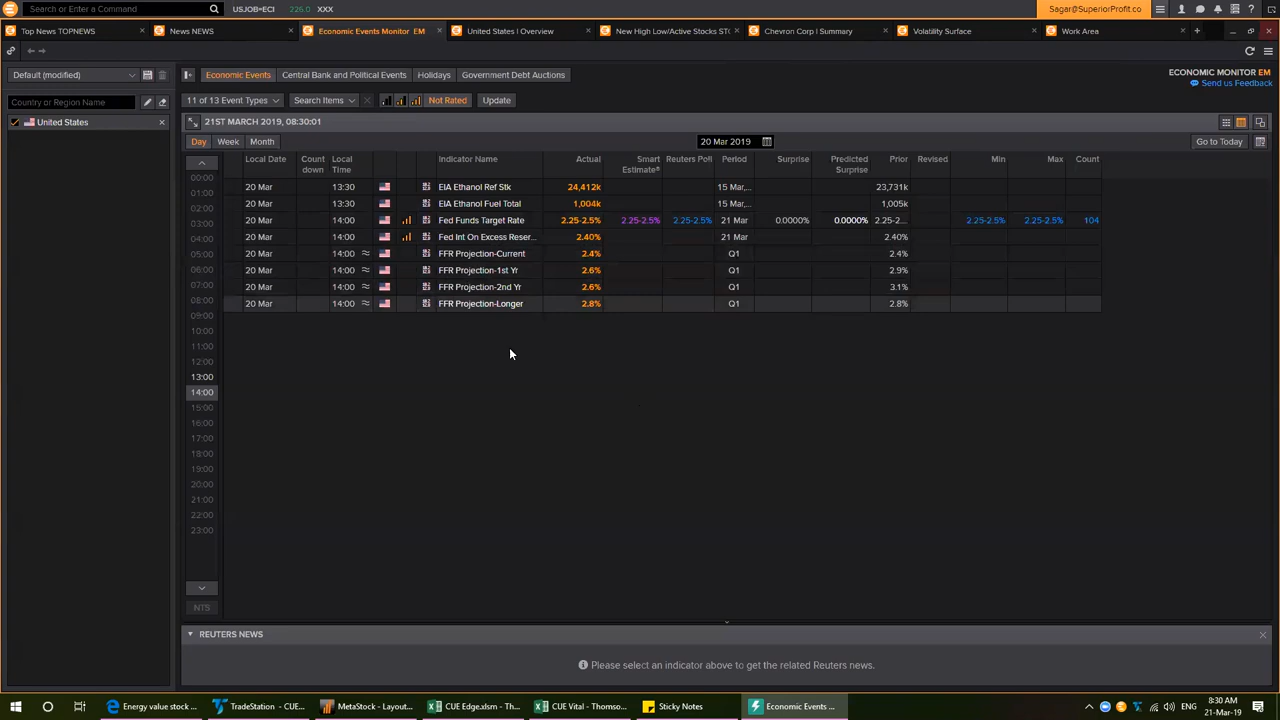 Search or Enter a Command USJOB=ECI 226.0 XXX Sagar@SuperiorProfit.co
Top News TOPNEWS News NEWS Economic Events Monitor EM United States | Overview New High Low/Active Stocks STO Chevron Corp | Summary Volatility Surface Work Area
Default (modified) Economic Events Central Bank and Political Events Holidays Government Debt Auctions ECONOMIC MONITOR EM
Send us Feedback
Country or Region Name 11 of 13 Event Types Search Items Not Rated Update
United States 21ST MARCH 2019, 08:30:01
Day Week Month 20 Mar 2019 Go to Today
Local Date Count down Local Time Indicator Name Actual Smart Estimate® Reuters Poll Period Surprise Predicted Surprise Prior Revised Min Max Count
20 Mar 13:30 EIA Ethanol Ref Stk 24,412k 15 Mar,... 23,731k
20 Mar 13:30 EIA Ethanol Fuel Total 1,004k 15 Mar,... 1,005k
20 Mar 14:00 Fed Funds Target Rate 2.25-2.5% 2.25-2.5% 2.25-2.5% 21 Mar 0.0000% 0.0000% 2.25-2... 2.25-2.5% 2.25-2.5% 104
20 Mar 14:00 Fed Int On Excess Reser... 2.40% 21 Mar 2.40%
20 Mar 14:00 ≈ FFR Projection-Current 2.4% Q1 2.4%
20 Mar 14:00 ≈ FFR Projection-1st Yr 2.6% Q1 2.9%
20 Mar 14:00 ≈ FFR Projection-2nd Yr 2.6% Q1 3.1%
20 Mar 14:00 ≈ FFR Projection-Longer 2.8% Q1 2.8%
00:00
01:00
02:00
03:00
04:00
05:00
06:00
07:00
08:00
09:00
10:00
11:00
12:00
13:00
14:00
15:00
16:00
17:00
18:00
19:00
20:00
21:00
22:00
23:00
NTS
REUTERS NEWS
Please select an indicator above to get the related Reuters news.
Energy value stock ... TradeStation - CUE... MetaStock - Layout... CUE Edge.xlsm - Th... CUE Vital - Thomso... Sticky Notes Economic Events ... 8:30 AM
21-Mar-19